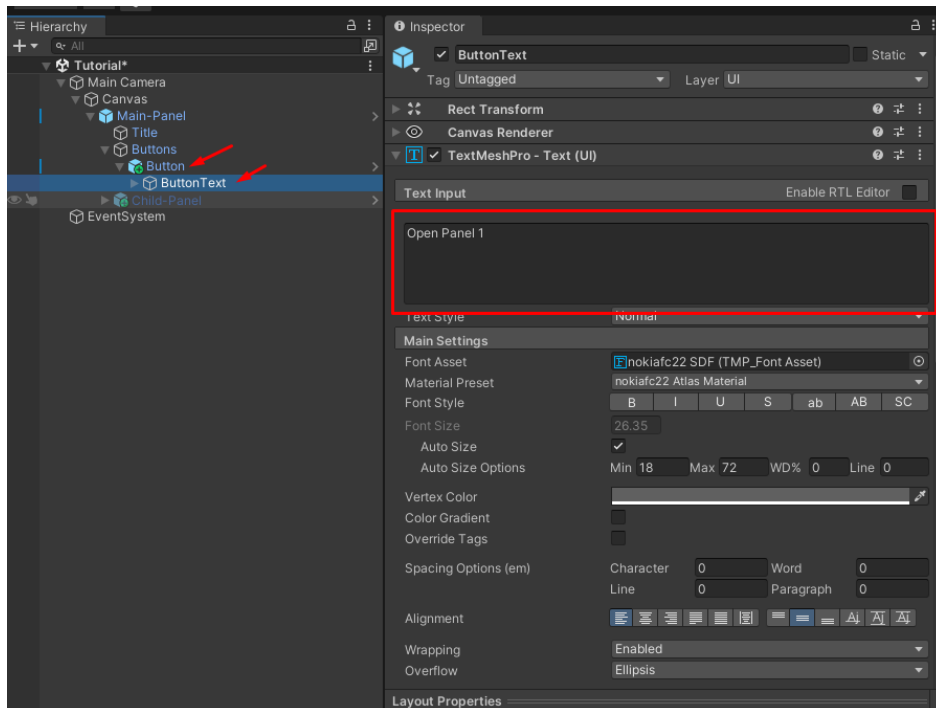 Hierarchy
All
Tutorial*
Main Camera
Canvas
Main-Panel
Title
Buttons
Button
ButtonText
Child-Panel
EventSystem
Inspector
ButtonText
Static
Tag Untagged Layer UI
Rect Transform
Canvas Renderer
TextMeshPro - Text (UI)
Text Input Enable RTL Editor
Open Panel 1
Text Style Normal
Main Settings
Font Asset nokiafc22 SDF (TMP_Font Asset)
Material Preset nokiafc22 Atlas Material
Font Style B I U S ab AB SC
Font Size 26.35
Auto Size
Auto Size Options Min 18 Max 72 WD% 0 Line 0
Vertex Color
Color Gradient
Override Tags
Spacing Options (em) Character 0 Word 0
Line 0 Paragraph 0
Alignment
Wrapping Enabled
Overflow Ellipsis
Layout Properties